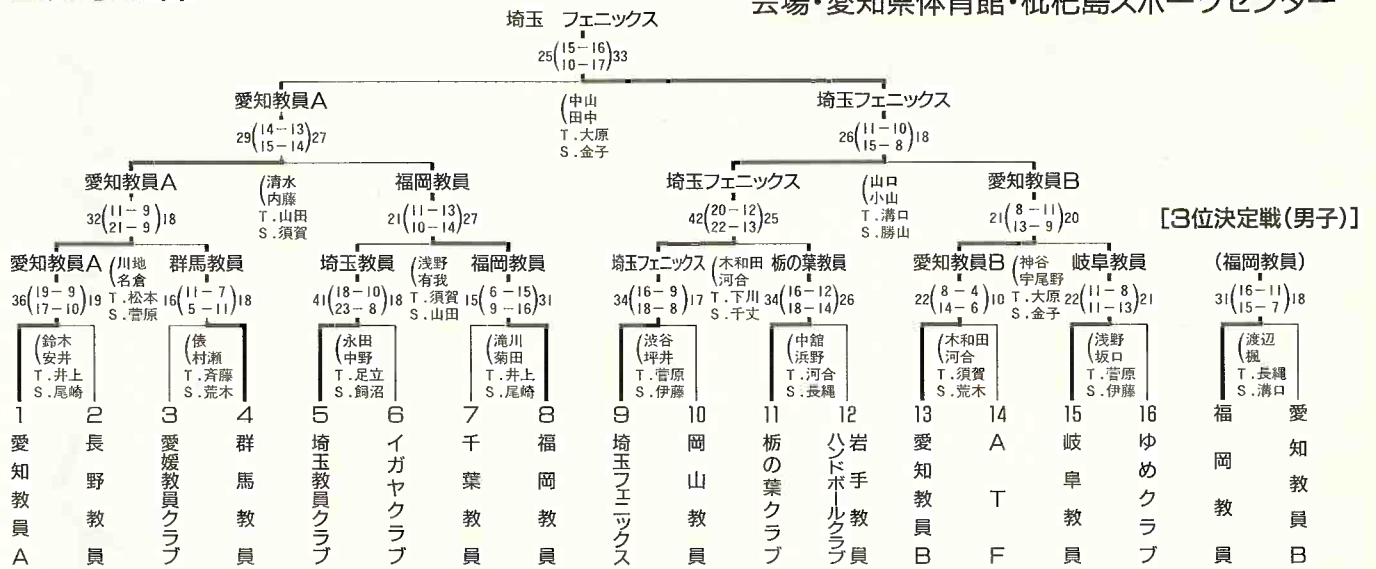 会場・愛知県体育館・枇杷島スポーツセンター
埼玉 フェニックス
25(15-16 10-17)33
愛知教員A
(中山
田中
T.大原
S.金子
埼玉フェニックス
29(14-13 15-14)27
26(11-10 15-8)18
愛知教員A
(清水
内藤
T.山田
S.須賀
福岡教員
埼玉フェニックス
(山口
小山
T.溝口
S.勝山
愛知教員B
32(11-9 21-9)18
21(11-13 10-14)27
42(20-12 22-13)25
21(8-11 13-9)20
[3位決定戦(男子)]
愛知教員A
(川地
名倉
T.松本
S.菅原
群馬教員
埼玉教員
(浅野
有我
T.須賀
S.山田
福岡教員
埼玉フェニックス
(木和田
河合
T.下川
S.千丈
栃の葉教員
愛知教員B
(神谷
宇尾野
T.大原
S.金子
岐阜教員
(福岡教員)
36(19-9 17-10)19
16(11-7 5-11)18
41(18-10 23-8)18
15(6-15 9-16)31
34(16-9 18-8)17
34(16-12 18-14)26
22(8-4 14-6)10
22(11-8 11-13)21
31(16-11 15-7)18
(鈴木
安井
T.井上
S.尾崎
(俵
村瀬
T.斉藤
S.荒木
(永田
中野
T.足立
S.飼沼
(滝川
菊田
T.井上
S.尾崎
(渋谷
坪井
T.菅原
S.伊藤
(中舘
浜野
T.河合
S.長縄
(木和田
河合
T.須賀
S.荒木
(浅野
坂口
T.菅原
S.伊藤
(渡辺
楓
T.長縄
S.溝口
1 愛知教員A
2 長野教員
3 愛媛教員クラブ
4 群馬教員
5 埼玉教員クラブ
6 イガヤクラブ
7 千葉教員
8 福岡教員
9 埼玉フェニックス
10 岡山教員
11 栃の葉クラブ
12 岩手教員
ハンドボールクラブ
13 愛知教員B
14 ATF
15 岐阜教員
16 ゆめクラブ
福岡教員
愛知教員B